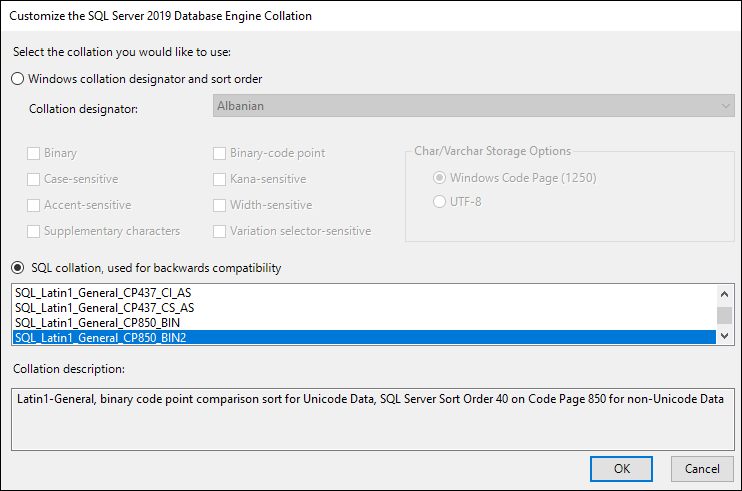 Customize the SQL Server 2019 Database Engine Collation
Select the collation you would like to use:
Windows collation designator and sort order
Collation designator: Albanian
Binary Binary-code point Char/Varchar Storage Options
Case-sensitive Kana-sensitive Windows Code Page (1250)
Accent-sensitive Width-sensitive UTF-8
Supplementary characters Variation selector-sensitive
SQL collation, used for backwards compatibility
SQL_Latin1_General_CP437_CI_AS
SQL_Latin1_General_CP437_CS_AS
SQL_Latin1_General_CP850_BIN
SQL_Latin1_General_CP850_BIN2
Collation description:
Latin1-General, binary code point comparison sort for Unicode Data, SQL Server Sort Order 40 on Code Page 850 for non-Unicode Data
OK Cancel